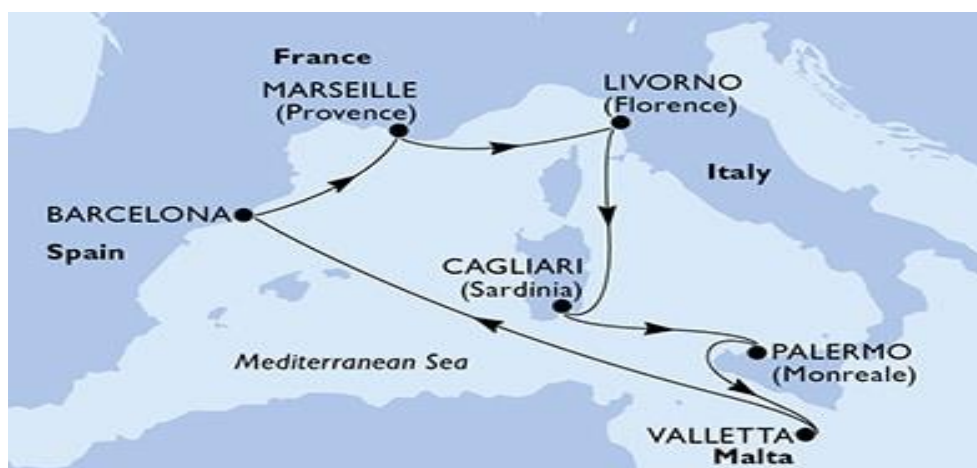 France
MARSEILLE
(Provence)
LIVORNO
(Florence)
Italy
BARCELONA
Spain
CAGLIARI
(Sardinia)
Mediterranean Sea
PALERMO
(Monreale)
VALLETTA
Malta